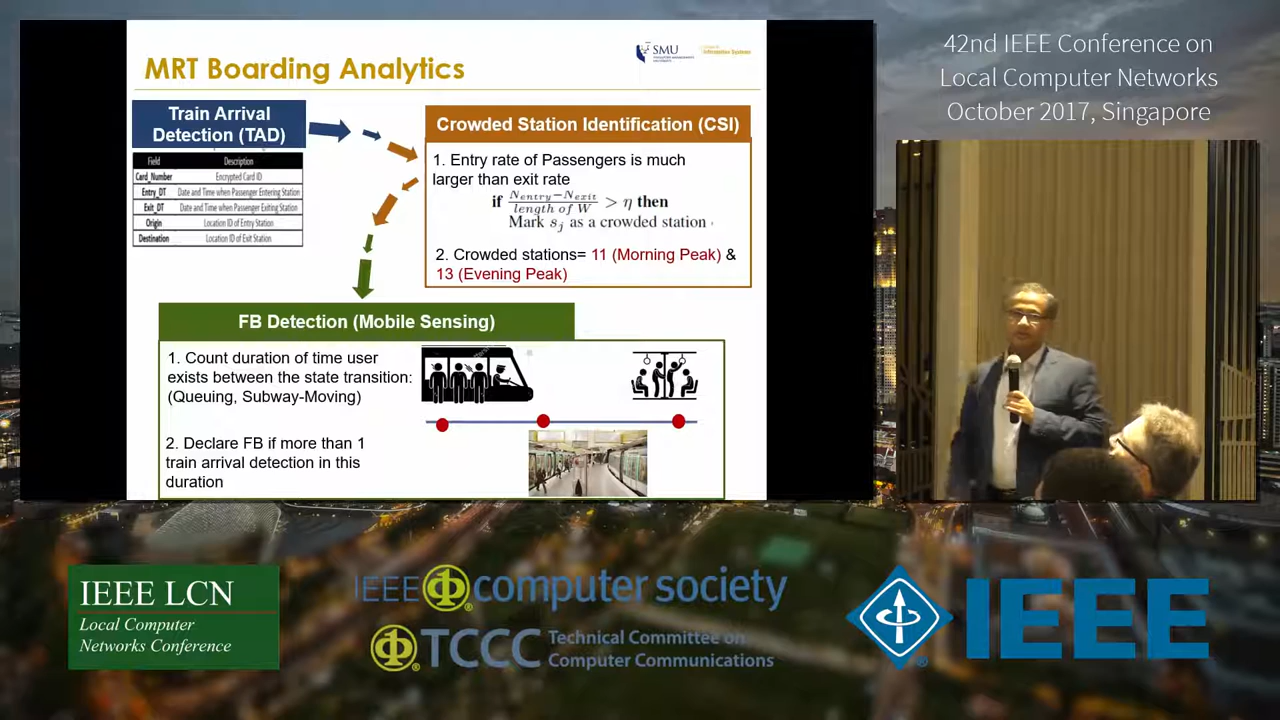 MRT Boarding Analytics
SMU
Train Arrival
Detection (TAD)
Field Description
Card_Number Encrypted Card ID
Entry_DT Date and Time when Passenger Entering Station
Exit_DT Date and Time when Passenger Exiting Station
Origin Location ID of Entry Station
Destination Location ID of Exit Station
Crowded Station Identification (CSI)
1. Entry rate of Passengers is much
larger than exit rate
if (N_entry−N_exit)/(length of W) > η then
Mark s_j as a crowded station
2. Crowded stations= 11 (Morning Peak) &
13 (Evening Peak)
FB Detection (Mobile Sensing)
1. Count duration of time user
exists between the state transition:
(Queuing, Subway-Moving)
2. Declare FB if more than 1
train arrival detection in this
duration
42nd IEEE Conference on
Local Computer Networks
October 2017, Singapore
IEEE LCN
Local Computer
Networks Conference
IEEE computer society
TCCC Technical Committee on
Computer Communications
IEEE